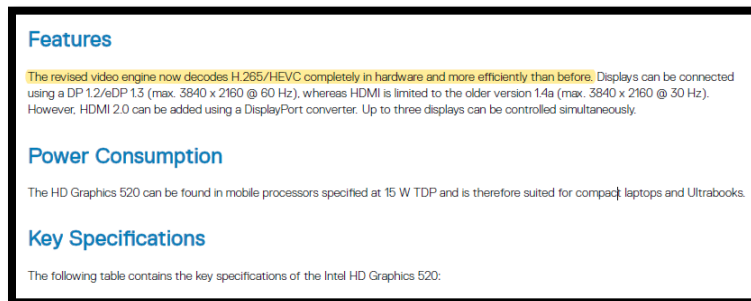 Features
The revised video engine now decodes H.265/HEVC completely in hardware and more efficiently than before. Displays can be connected
using a DP 1.2/eDP 1.3 (max. 3840 x 2160 @ 60 Hz), whereas HDMI is limited to the older version 1.4a (max. 3840 x 2160 @ 30 Hz).
However, HDMI 2.0 can be added using a DisplayPort converter. Up to three displays can be controlled simultaneously.
Power Consumption
The HD Graphics 520 can be found in mobile processors specified at 15 W TDP and is therefore suited for compact laptops and Ultrabooks.
Key Specifications
The following table contains the key specifications of the Intel HD Graphics 520: